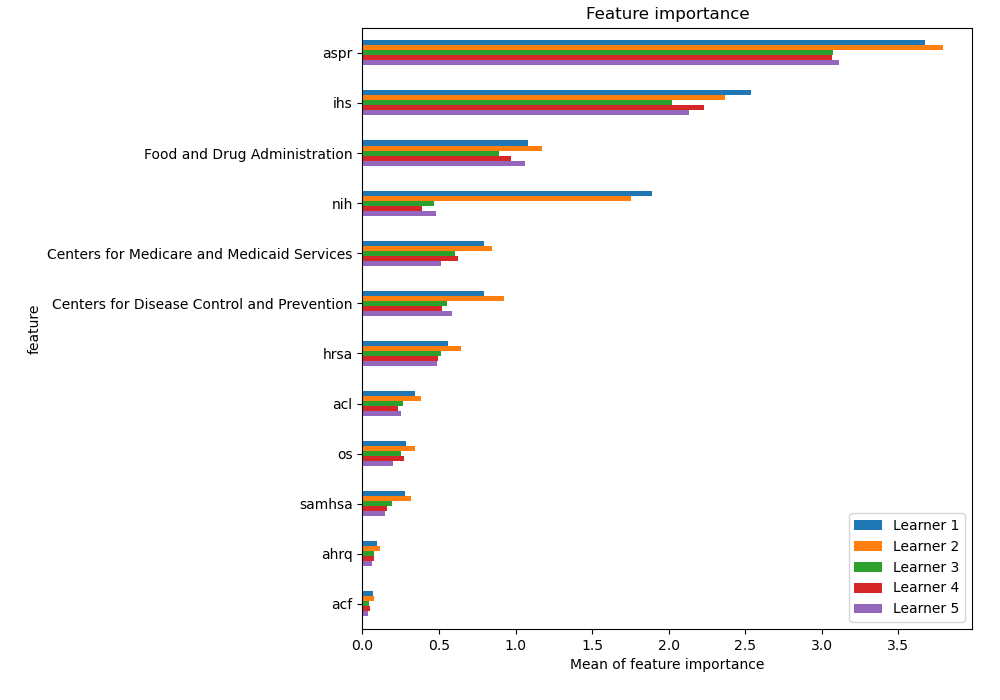 Feature importance
aspr
ihs
Food and Drug Administration
nih
Centers for Medicare and Medicaid Services
Centers for Disease Control and Prevention
feature
hrsa
acl
os
samhsa
ahrq
acf
Learner 1
Learner 2
Learner 3
Learner 4
Learner 5
0.0 0.5 1.0 1.5 2.0 2.5 3.0 3.5
Mean of feature importance